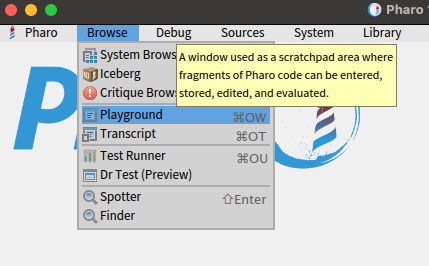 Pharo
Pharo Browse Debug Sources System Library
System Brows
Iceberg
Critique Brows
Playground ⌘OW
Transcript ⌘OT
Test Runner ⌘OU
Dr Test (Preview)
Spotter ⇧Enter
Finder
A window used as a scratchpad area where
fragments of Pharo code can be entered,
stored, edited, and evaluated.